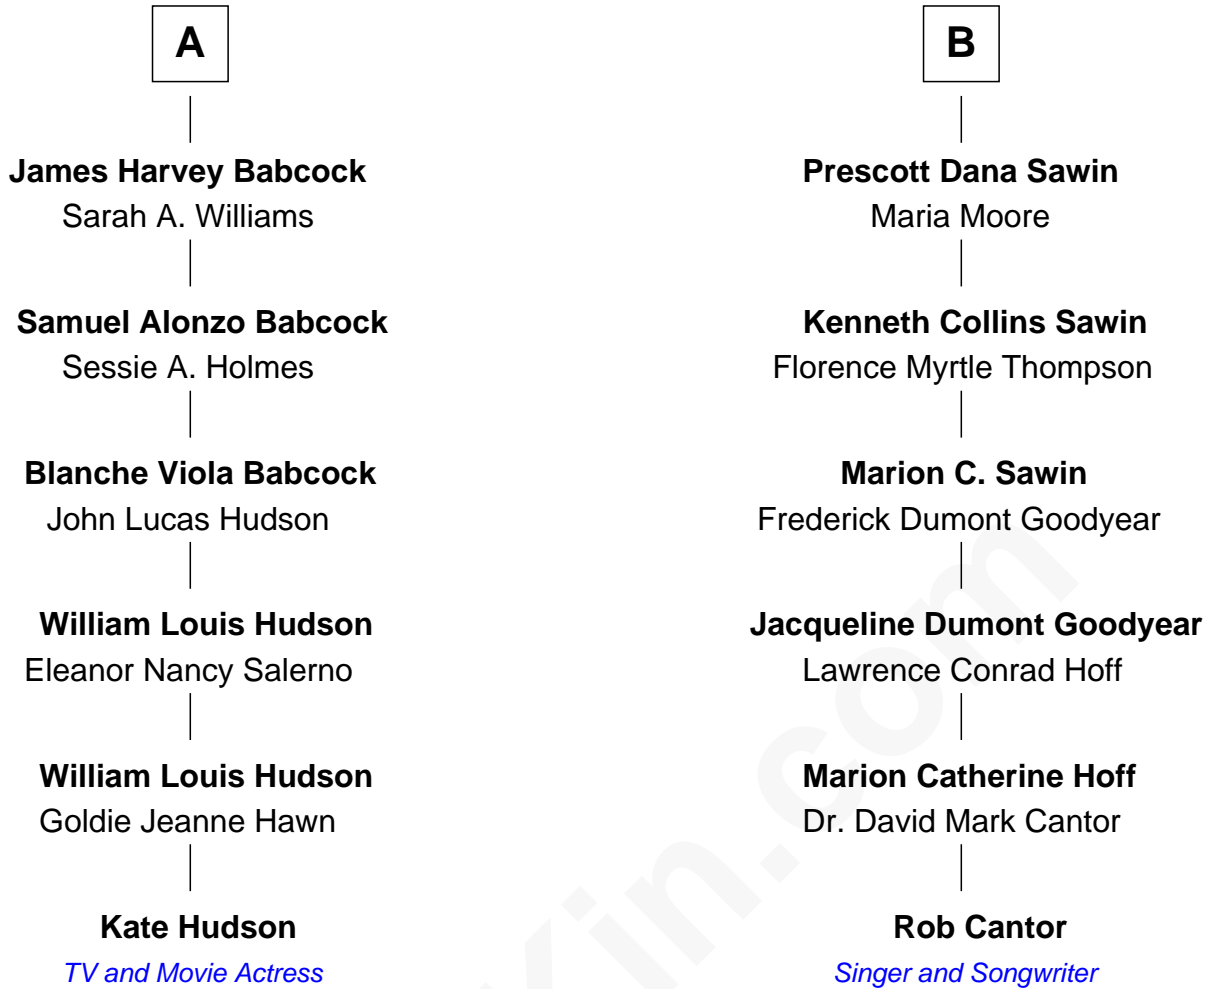 A
B
James Harvey Babcock
Sarah A. Williams
Prescott Dana Sawin
Maria Moore
Samuel Alonzo Babcock
Sessie A. Holmes
Kenneth Collins Sawin
Florence Myrtle Thompson
Blanche Viola Babcock
John Lucas Hudson
Marion C. Sawin
Frederick Dumont Goodyear
William Louis Hudson
Eleanor Nancy Salerno
Jacqueline Dumont Goodyear
Lawrence Conrad Hoff
William Louis Hudson
Goldie Jeanne Hawn
Marion Catherine Hoff
Dr. David Mark Cantor
Kate Hudson
TV and Movie Actress
Rob Cantor
Singer and Songwriter
Kin.com